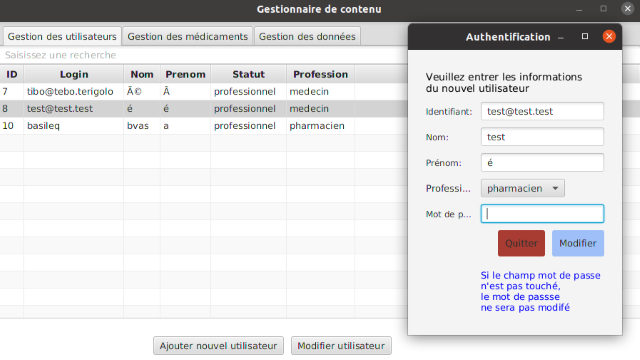 Gestionnaire de contenu
Gestion des utilisateurs Gestion des médicaments Gestion des données
Saisissez une recherche
ID Login Nom Prenom Statut Profession
7 tibo@tebo.terigolo Ã© Ã professionnel medecin
8 test@test.test é é professionnel medecin
10 basileq bvas a professionnel pharmacien
Ajouter nouvel utilisateur Modifier utilisateur
Authentification
Veuillez entrer les informations
du nouvel utilisateur
Identifiant: test@test.test
Nom: test
Prénom: é
Professi... pharmacien
Mot de p...
Quitter Modifier
Si le champ mot de passe
n'est pas touché,
le mot de passse
ne sera pas modifé